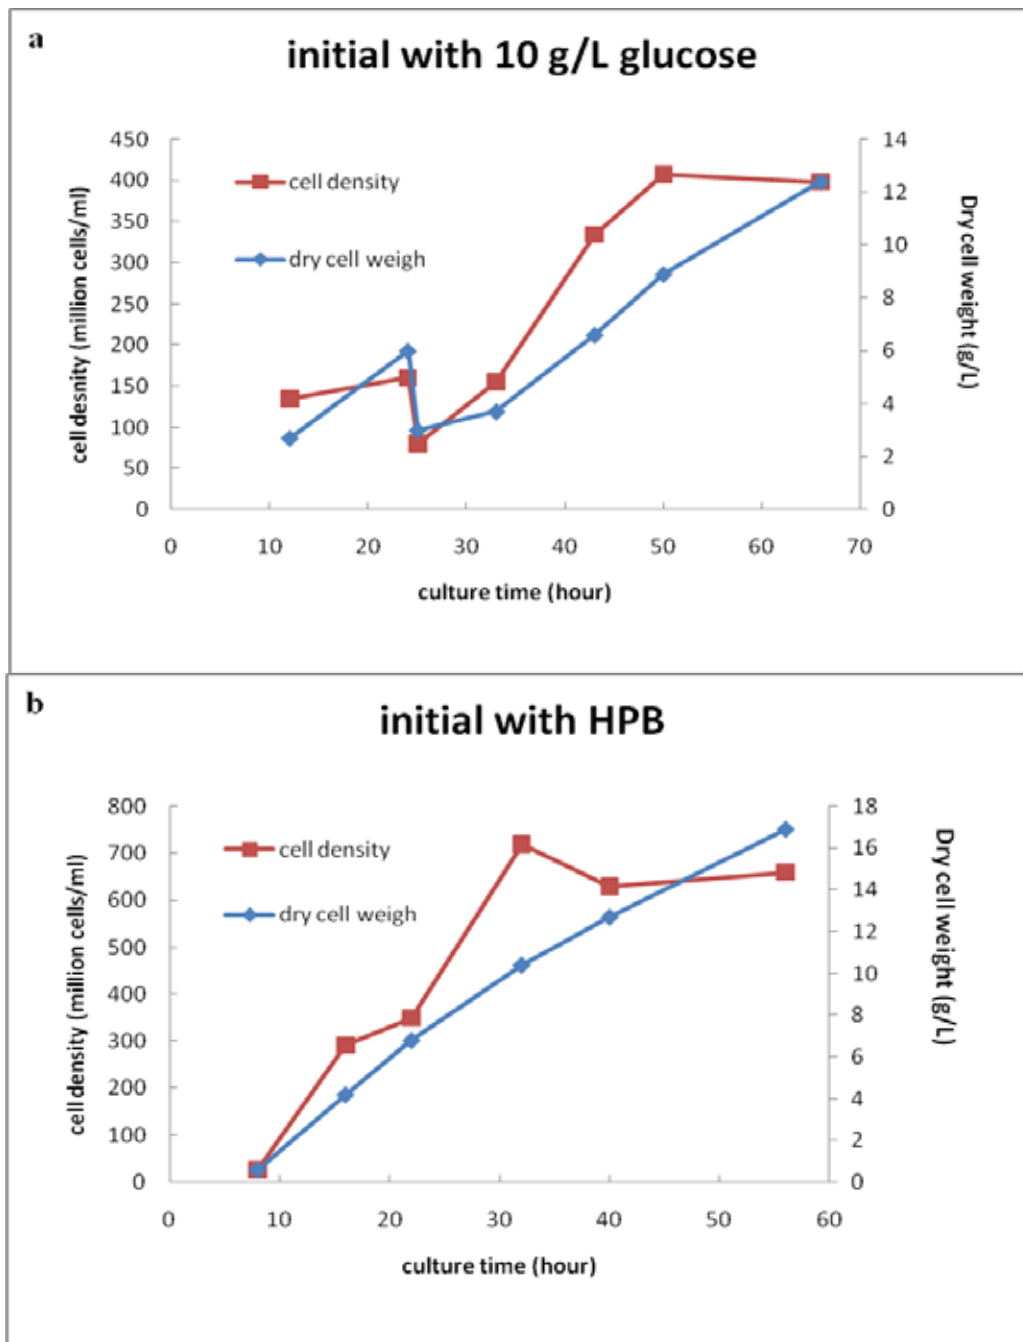 a
initial with 10 g/L glucose
450
400
350
300
250
200
150
100
50
0
cell desnity (million cells/ml)
cell density
dry cell weigh
14
12
10
8
6
4
2
0
Dry cell weight (g/L)
0 10 20 30 40 50 60 70
culture time (hour)
b
initial with HPB
800
700
600
500
400
300
200
100
0
cell density (million cells/ml)
cell density
dry cell weigh
18
16
14
12
10
8
6
4
2
0
Dry cell weight (g/L)
0 10 20 30 40 50 60
culture time (hour)